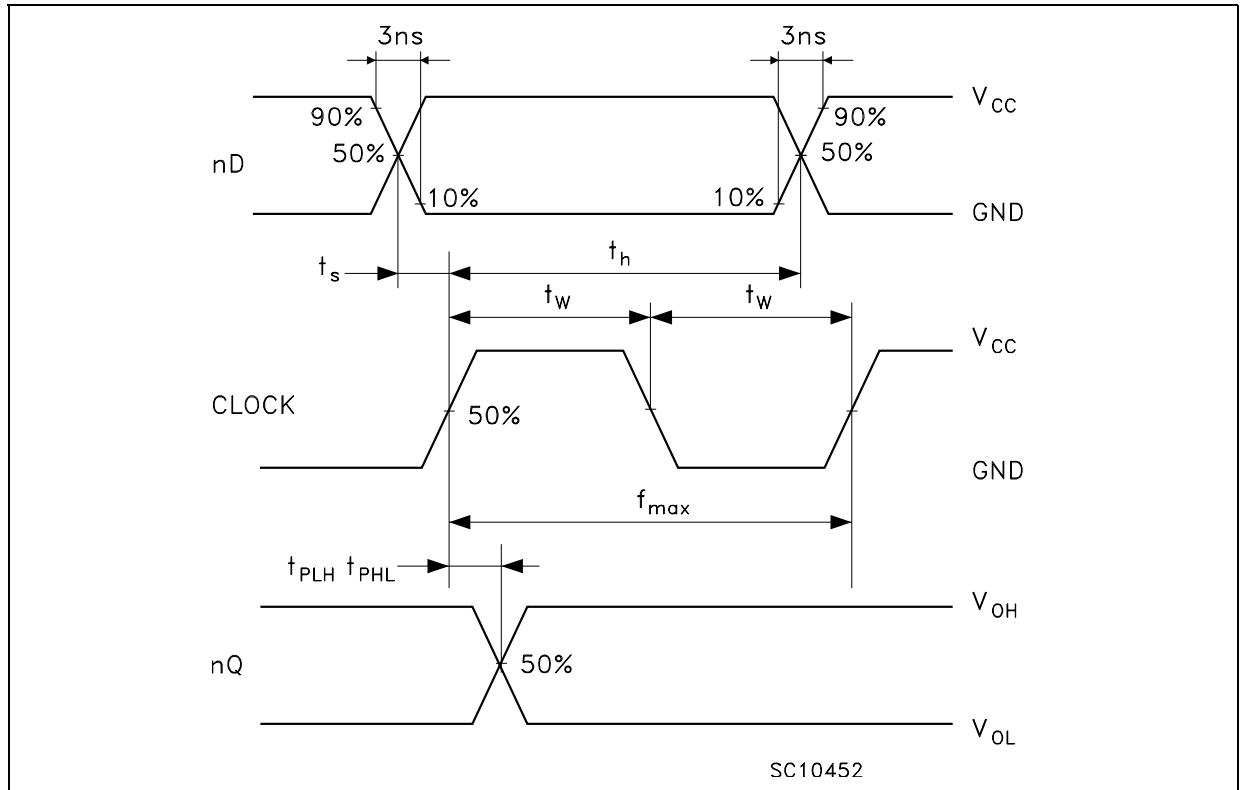 3ns 3ns
90% 90% V_CC
nD 50% 50%
10% 10% GND
t_s t_h
t_W t_W
V_CC
CLOCK 50%
GND
f_max
t_PLH t_PHL
V_OH
nQ 50%
V_OL
SC10452